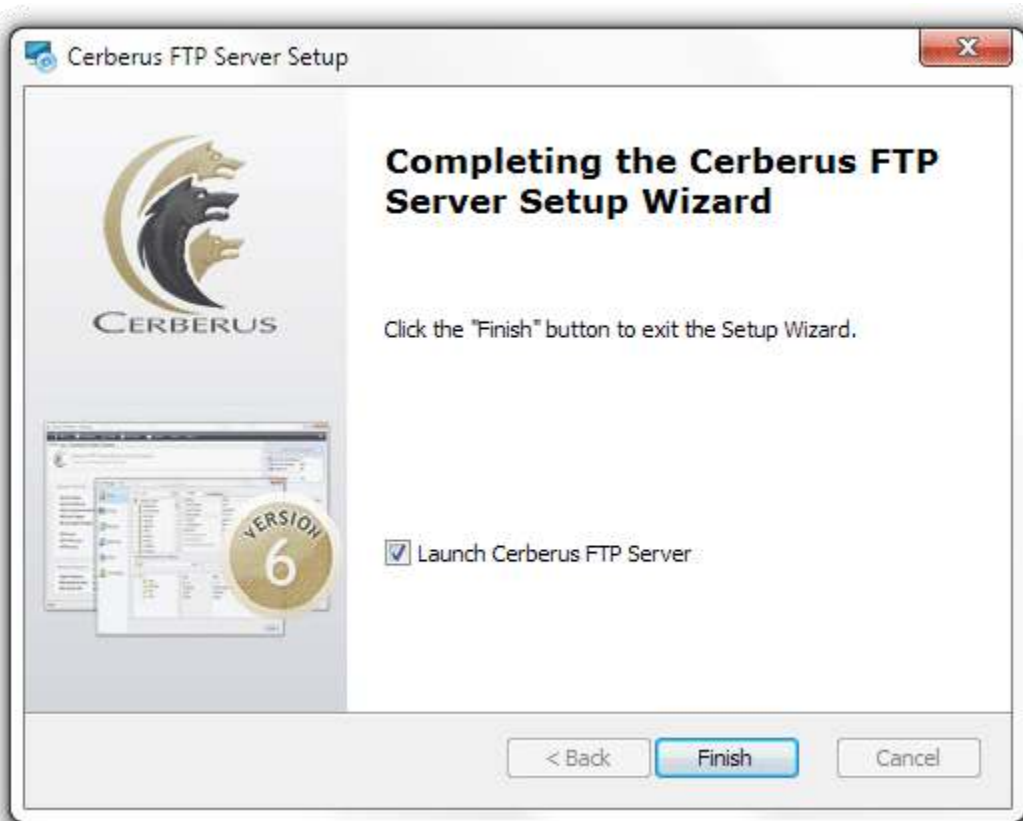 Cerberus FTP Server Setup
Completing the Cerberus FTP
Server Setup Wizard
CERBERUS
Click the "Finish" button to exit the Setup Wizard.
VERSION
6
Launch Cerberus FTP Server
< Back
Finish
Cancel